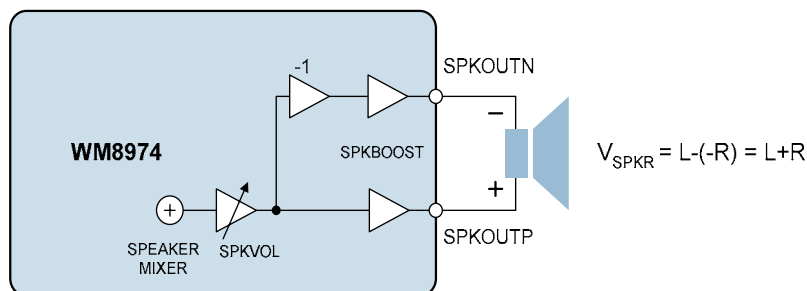 -1
SPKOUTN
−
WM8974
SPKBOOST
V_SPKR = L-(-R) = L+R
+
+
SPEAKER
MIXER
SPKVOL
SPKOUTP